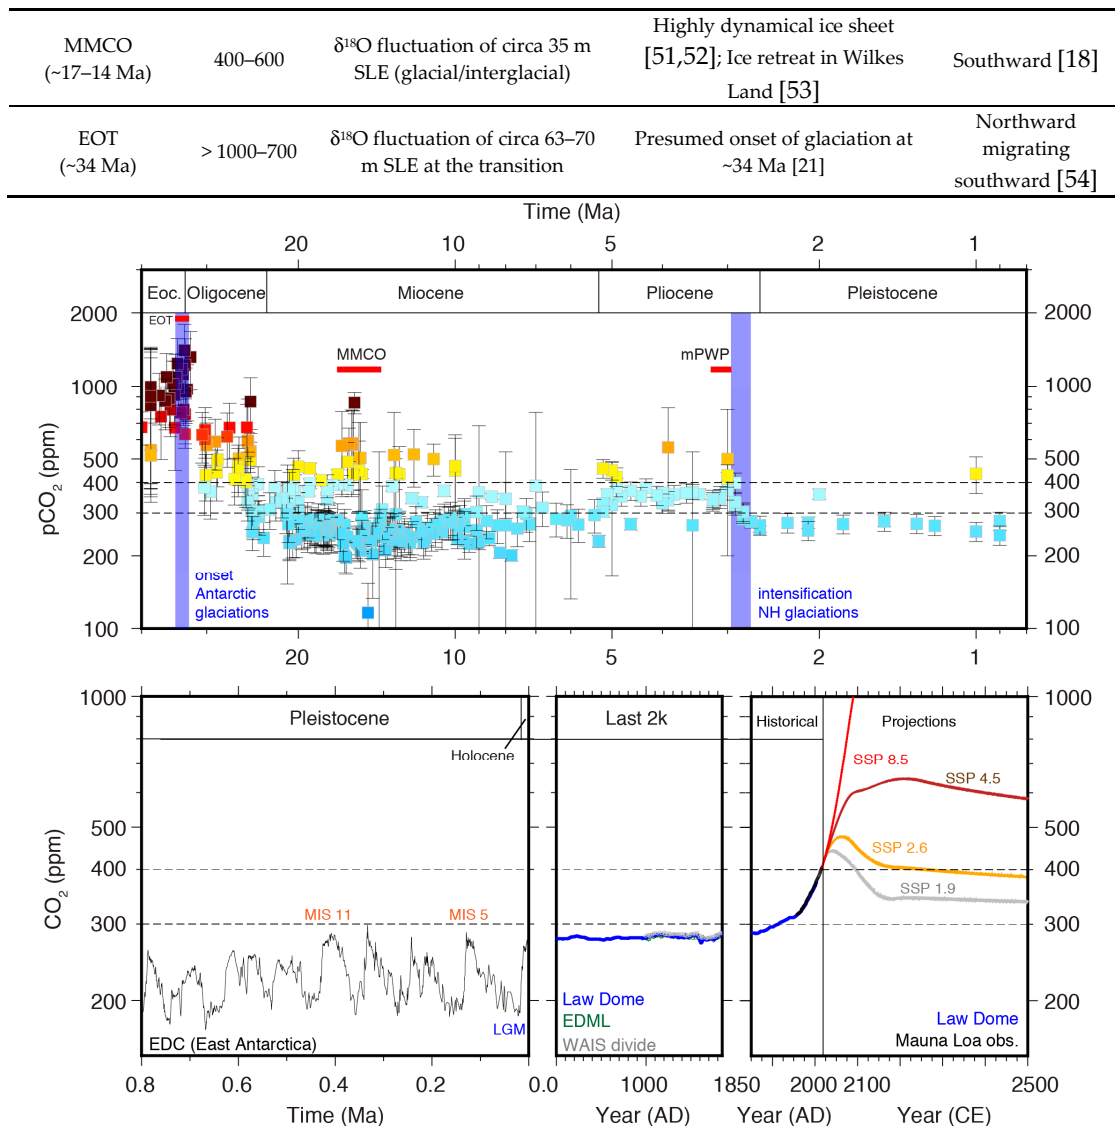 MMCO
(~17–14 Ma)
400–600
δ¹⁸O fluctuation of circa 35 m
SLE (glacial/interglacial)
Highly dynamical ice sheet
[51,52]; Ice retreat in Wilkes
Land [53]
Southward [18]
EOT
(~34 Ma)
> 1000–700
δ¹⁸O fluctuation of circa 63–70
m SLE at the transition
Presumed onset of glaciation at
~34 Ma [21]
Northward
migrating
southward [54]
Time (Ma)
20 10 5 2 1
Eoc. Oligocene Miocene Pliocene Pleistocene
2000 2000
EOT
MMCO mPWP
1000 1000
500 500
400 400
300 300
200 200
100 100
pCO₂ (ppm)
onset
Antarctic
glaciations
intensification
NH glaciations
20 10 5 2 1
1000 1000
Pleistocene Last 2k Historical Projections
Holocene
SSP 8.5
SSP 4.5
500 500
SSP 2.6
400 400
SSP 1.9
MIS 11 MIS 5
300 300
200 200
CO₂ (ppm)
LGM
EDC (East Antarctica)
Law Dome
EDML
WAIS divide
Law Dome
Mauna Loa obs.
0.8 0.6 0.4 0.2 0.0 1000 1850 2000 2100 2500
Time (Ma) Year (AD) Year (AD) Year (CE)